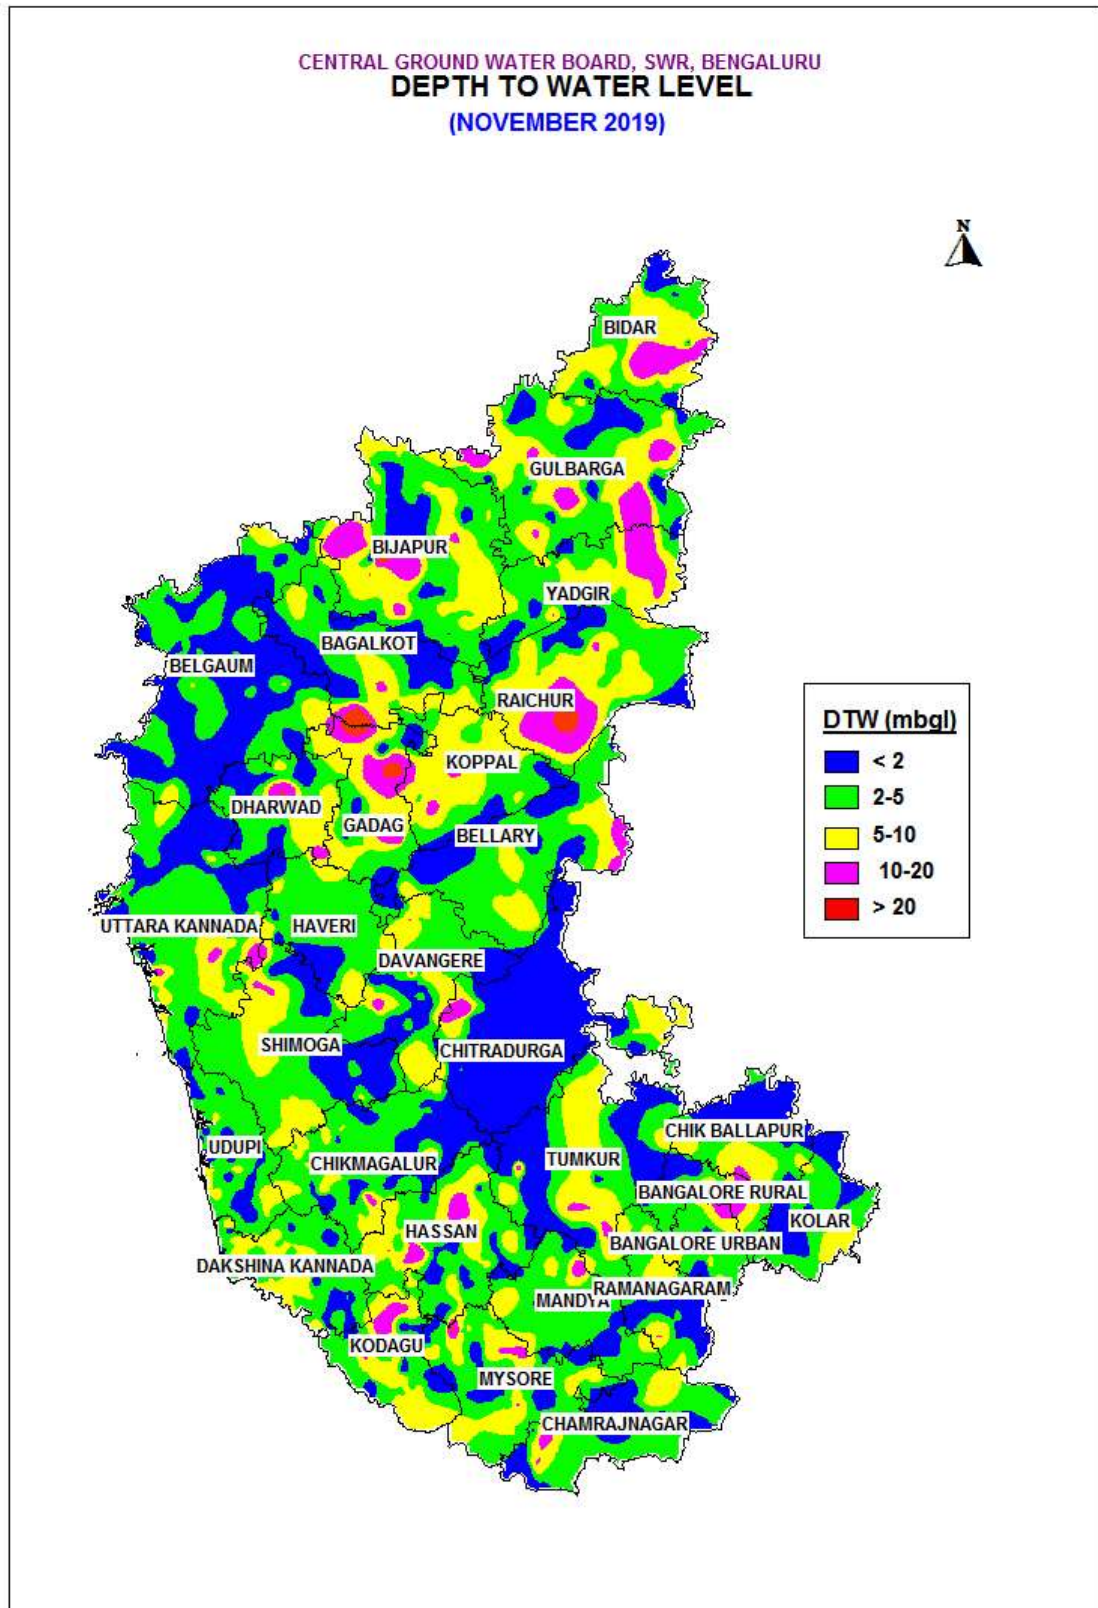 CENTRAL GROUND WATER BOARD, SWR, BENGALURU
DEPTH TO WATER LEVEL
(NOVEMBER 2019)
N
BIDAR
GULBARGA
BIJAPUR
YADGIR
BAGALKOT
BELGAUM
RAICHUR
KOPPAL
DHARWAD
GADAG
BELLARY
UTTARA KANNADA
HAVERI
DAVANGERE
SHIMOGA
CHITRADURGA
CHIK BALLAPUR
UDUPI
CHIKMAGALUR
TUMKUR
BANGALORE RURAL
KOLAR
HASSAN
BANGALORE URBAN
DAKSHINA KANNADA
RAMANAGARAM
MANDYA
KODAGU
MYSORE
CHAMRAJNAGAR
DTW (mbgl)
< 2
2-5
5-10
10-20
> 20